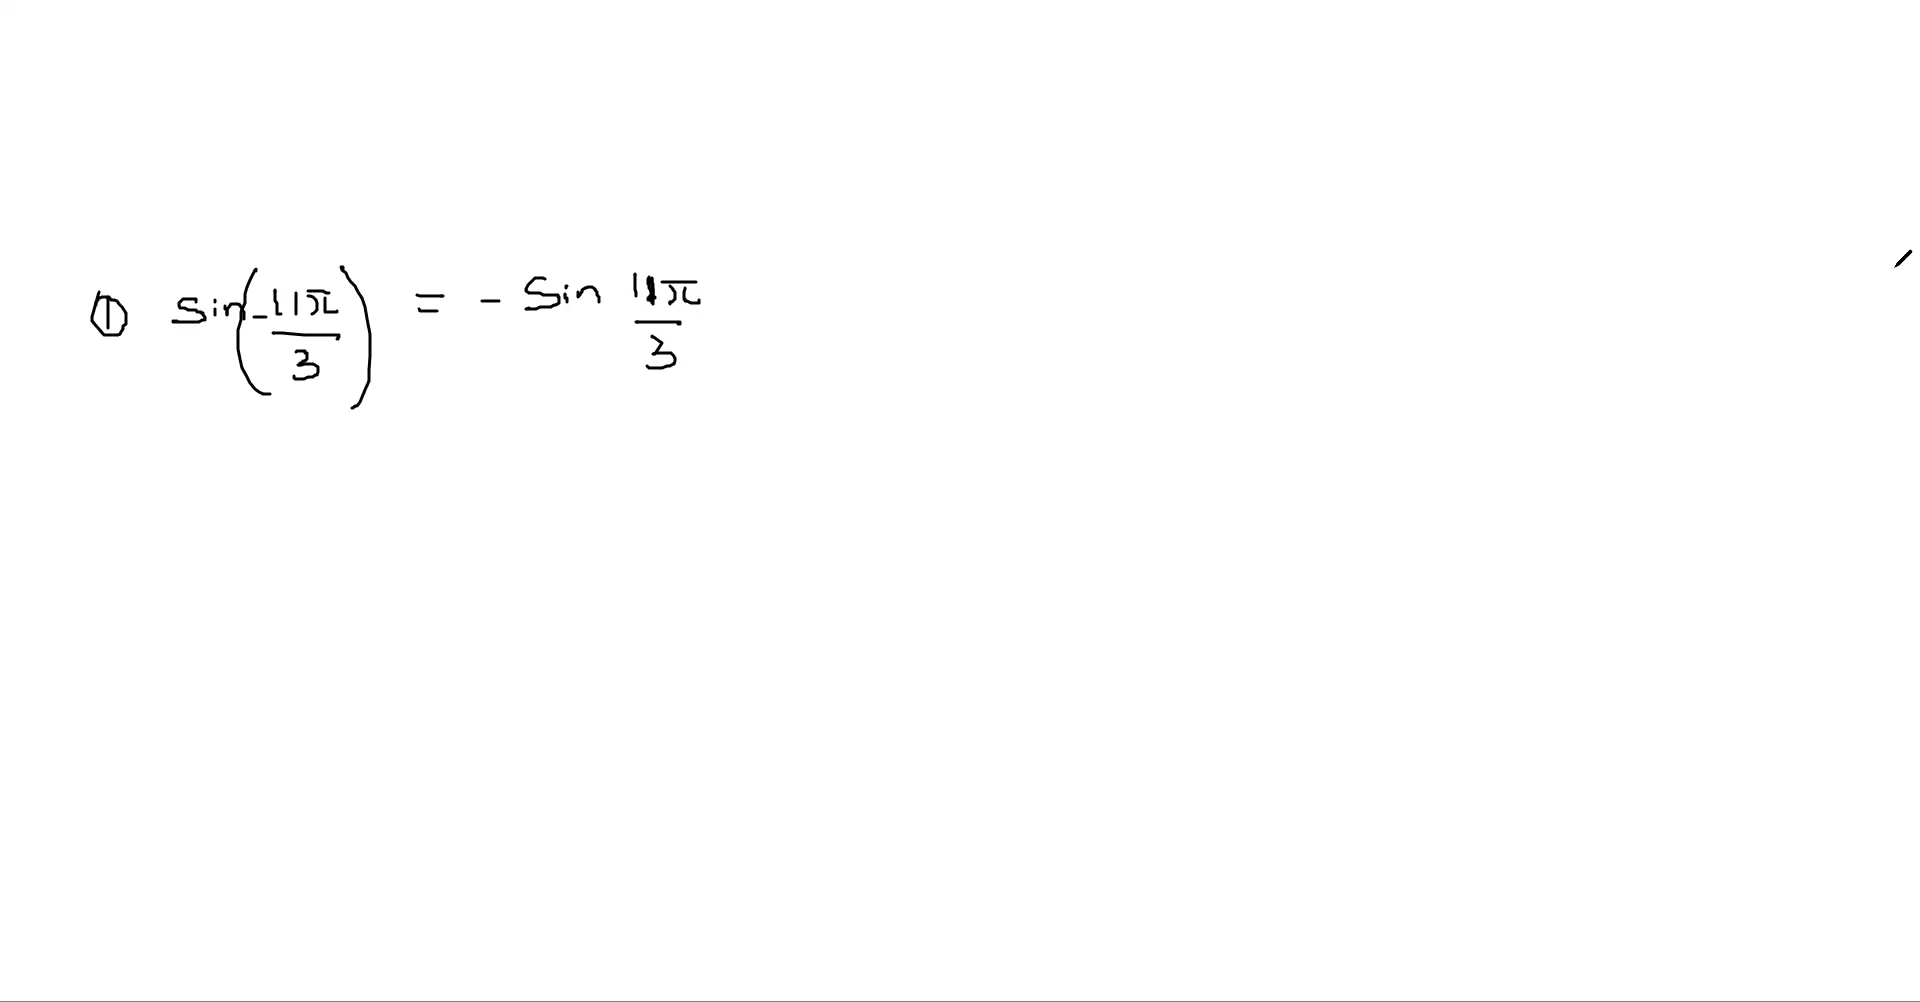 ① sin(-11π/3) = - sin 11π/3